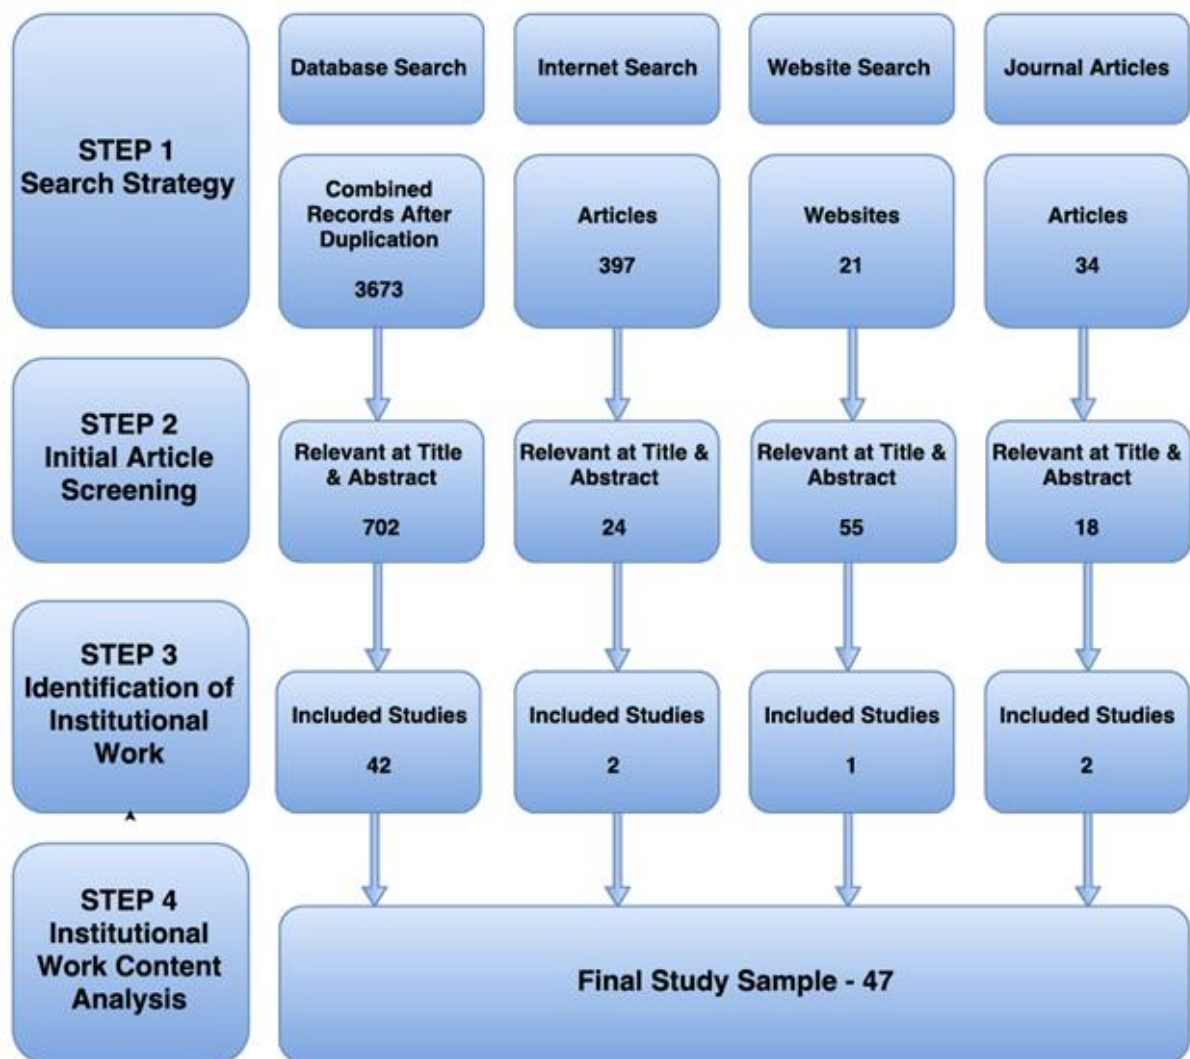 STEP 1
Search Strategy
Database Search
Internet Search
Website Search
Journal Articles
Combined
Records After
Duplication
3673
Articles
397
Websites
21
Articles
34
STEP 2
Initial Article
Screening
Relevant at Title
& Abstract
702
Relevant at Title &
Abstract
24
Relevant at Title &
Abstract
55
Relevant at Title &
Abstract
18
STEP 3
Identification of
Institutional
Work
Included Studies
42
Included Studies
2
Included Studies
1
Included Studies
2
STEP 4
Institutional
Work Content
Analysis
Final Study Sample - 47